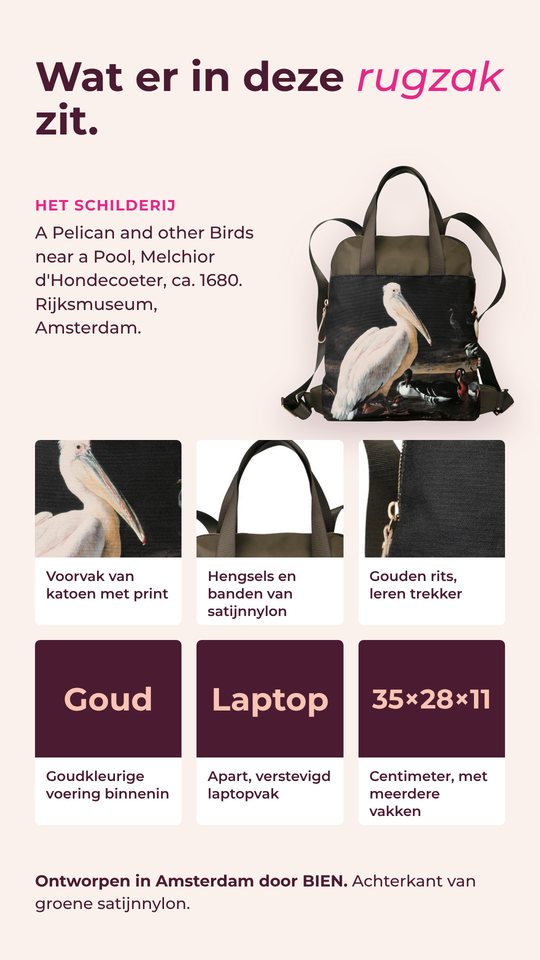 Wat er in deze rugzak
zit.
HET SCHILDERIJ
A Pelican and other Birds
near a Pool, Melchior
d'Hondecoeter, ca. 1680.
Rijksmuseum,
Amsterdam.
Voorvak van
katoen met print
Hengsels en
banden van
satijnnylon
Gouden rits,
leren trekker
Goud
Goudkleurige
voering binnenin
Laptop
Apart, verstevigd
laptopvak
35×28×11
Centimeter, met
meerdere
vakken
Ontworpen in Amsterdam door BIEN. Achterkant van
groene satijnnylon.